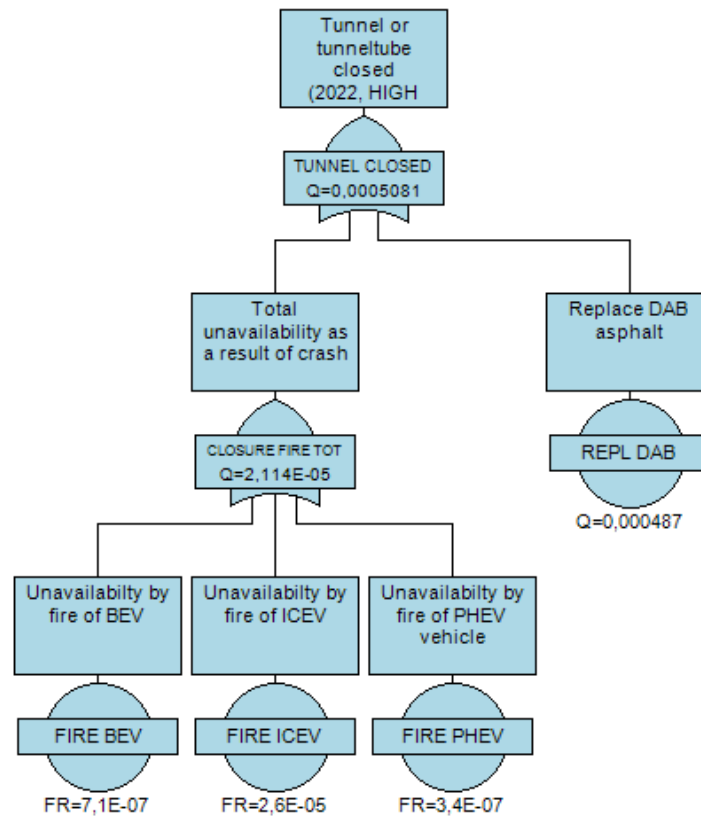 Tunnel or
tunneltube
closed
(2022, HIGH
TUNNEL CLOSED
Q=0,0005081
Total
unavailability as
a result of crash
Replace DAB
asphalt
CLOSURE FIRE TOT
Q=2,114E-05
REPL DAB
Q=0,000487
Unavailabilty by
fire of BEV
Unavailabilty by
fire of ICEV
Unavailabilty by
fire of PHEV
vehicle
FIRE BEV
FIRE ICEV
FIRE PHEV
FR=7,1E-07
FR=2,6E-05
FR=3,4E-07